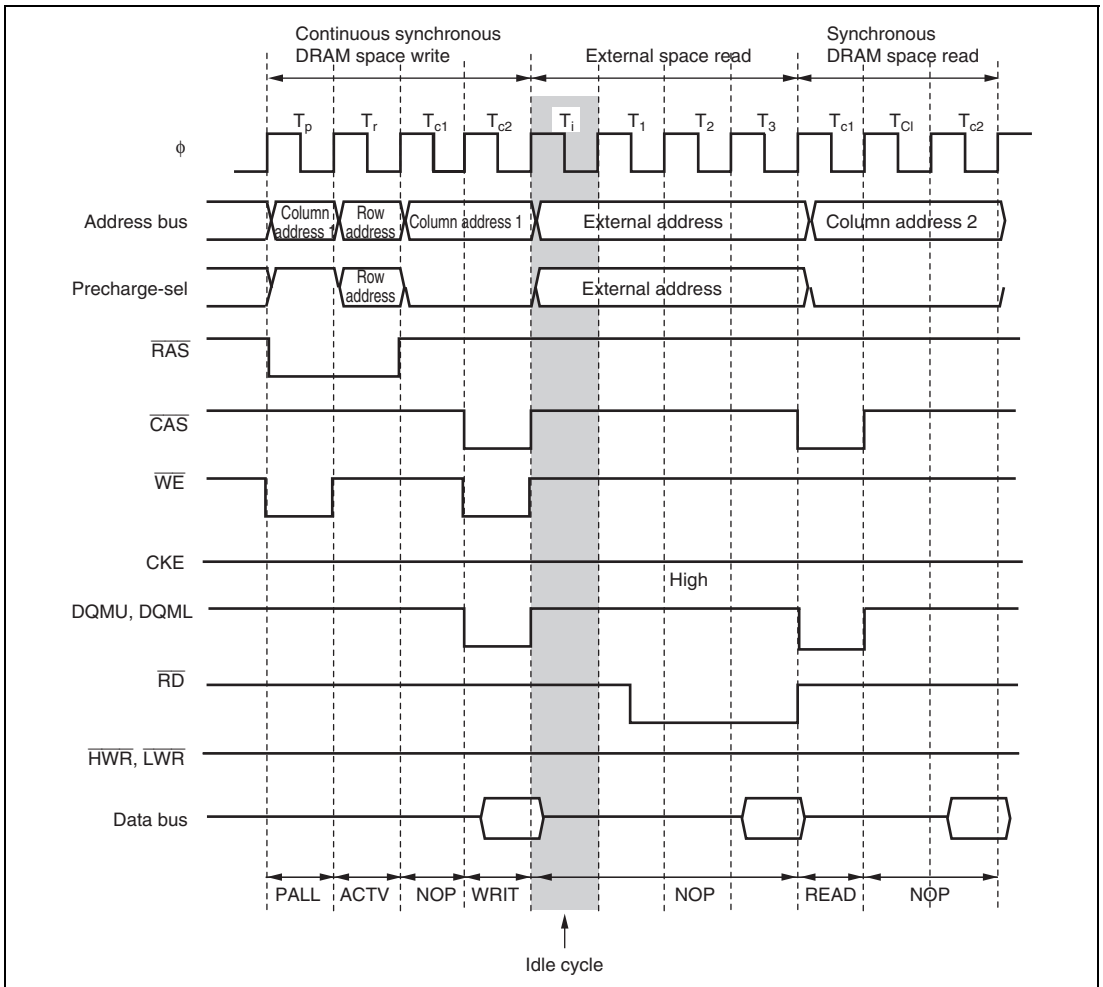 Continuous synchronous
DRAM space write
External space read
Synchronous
DRAM space read
Tp Tr Tc1 Tc2 Ti T1 T2 T3 Tc1 TCl Tc2
ϕ
Address bus
Column address 1
Row address
Column address 1
External address
Column address 2
Precharge-sel
Row address
External address
RAS
CAS
WE
CKE
High
DQMU, DQML
RD
HWR, LWR
Data bus
PALL ACTV NOP WRIT NOP READ NOP
Idle cycle